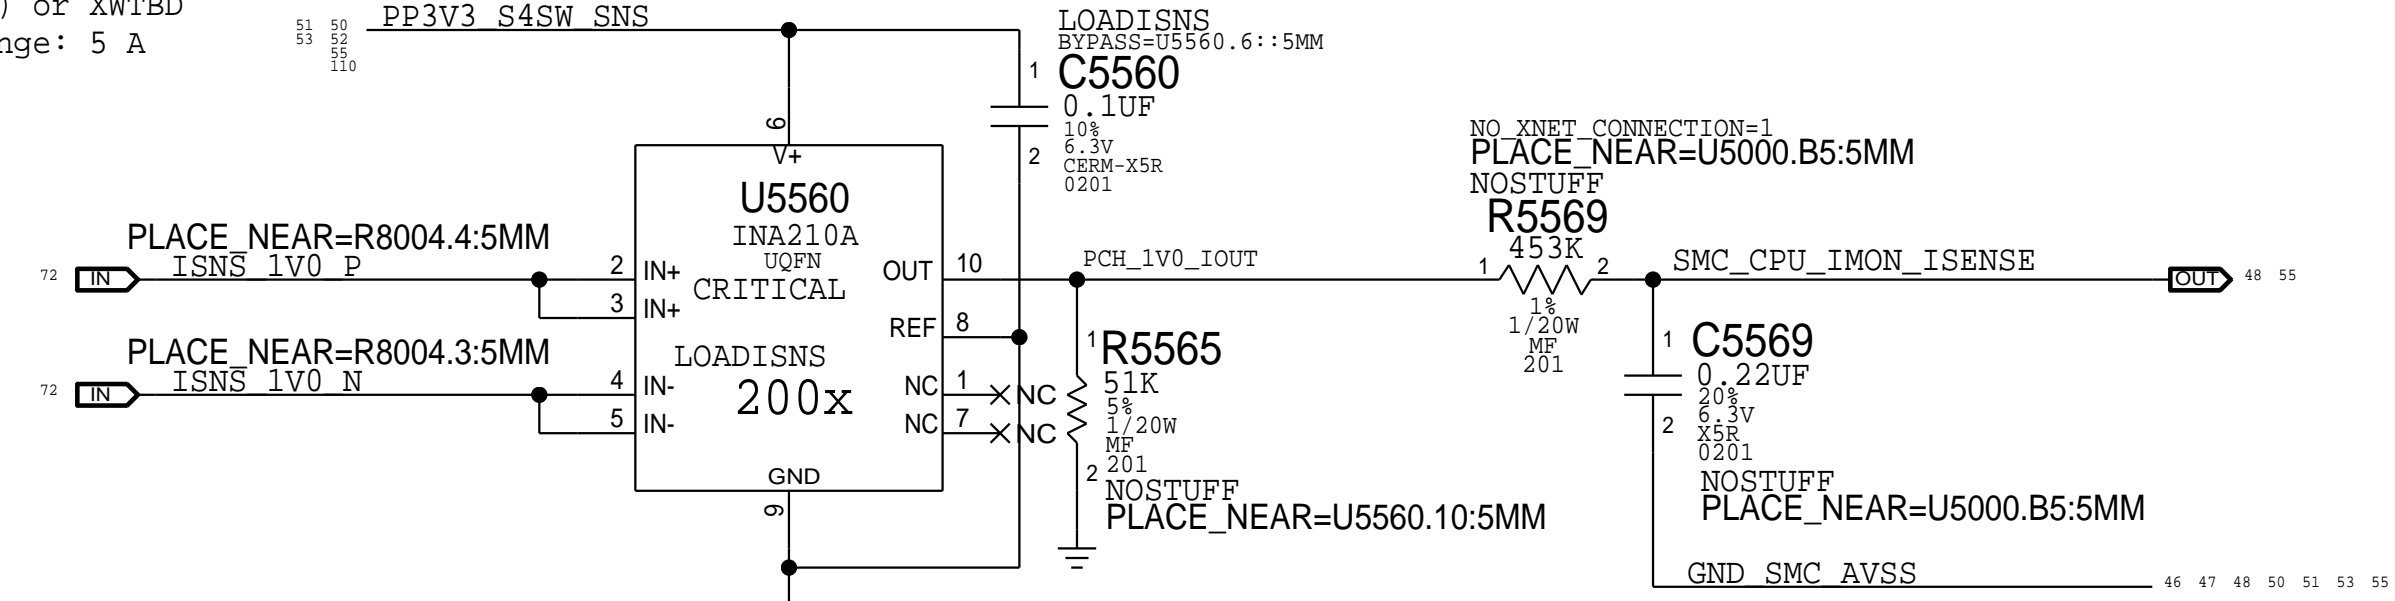 ) or XWTBD
nge: 5 A
51 50
53 52
55
110
PP3V3_S4SW_SNS
LOADISNS
BYPASS=U5560.6::5MM
1
C5560
0.1UF
10%
6.3V
CERM-X5R
0201
2
6
V+
U5560
INA210A
UQFN
CRITICAL
LOADISNS
200x
PLACE_NEAR=R8004.4:5MM
72 IN ISNS_1V0_P
2 IN+
3 IN+
PLACE_NEAR=R8004.3:5MM
72 IN ISNS_1V0_N
4 IN-
5 IN-
OUT 10
REF 8
NC 1 NC
NC 7 NC
GND
9
PCH_1V0_IOUT
1
R5565
51K
5%
1/20W
MF
201
2
NOSTUFF
PLACE_NEAR=U5560.10:5MM
NO_XNET_CONNECTION=1
PLACE_NEAR=U5000.B5:5MM
NOSTUFF
R5569
453K
1 2
1%
1/20W
MF
201
SMC_CPU_IMON_ISENSE
OUT 48 55
1
C5569
0.22UF
20%
6.3V
X5R
0201
2
NOSTUFF
PLACE_NEAR=U5000.B5:5MM
GND_SMC_AVSS
46 47 48 50 51 53 55